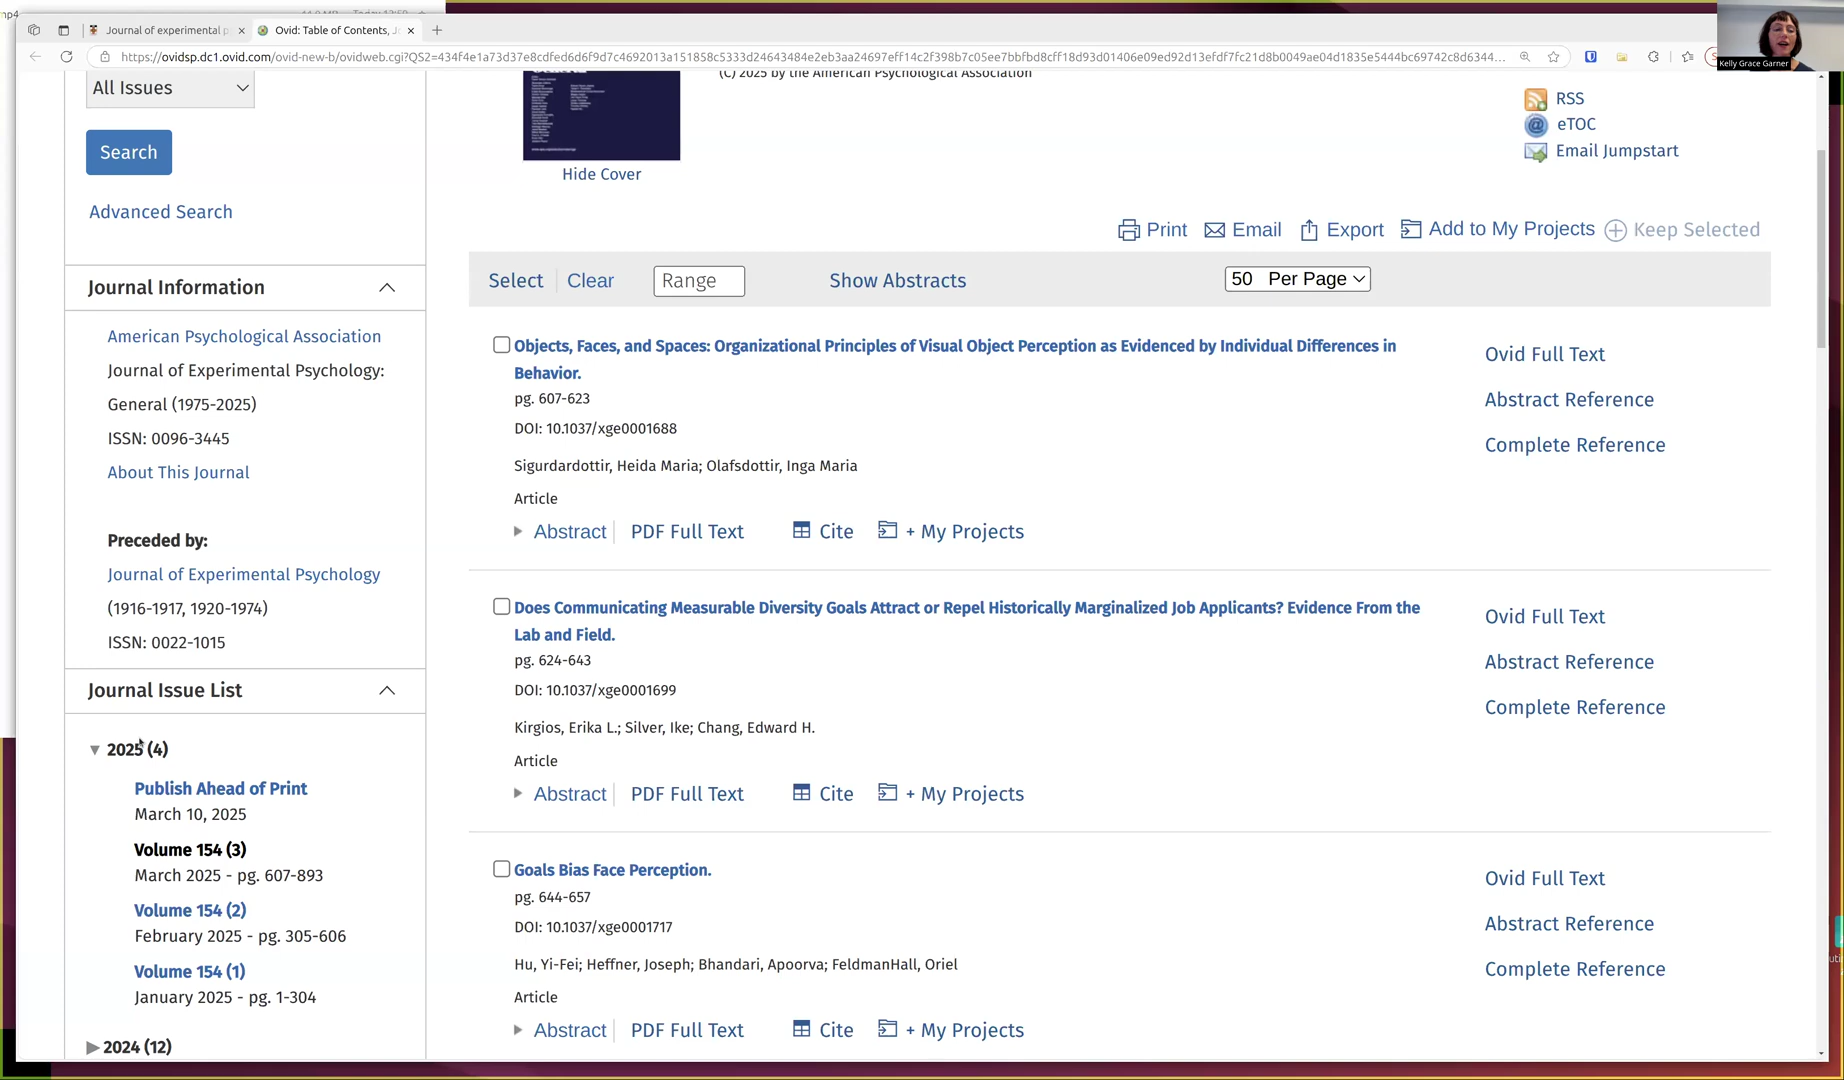 Journal of experimental p
Ovid: Table of Contents, J
https://ovidsp.dc1.ovid.com/ovid-new-b/ovidweb.cgi?QS2=434f4e1a73d37e8cdfed6d6f9d7c4692013a151858c5333d24643484e2eb3aa24697eff14c2f398b7c05ee7bbfbd8cff18d93d01406e09ed92d13efdf7fc21d8b0049ae04d1835e5444bc69742c8d6344...
Kelly Grace Garner
All Issues
Search
Advanced Search
Journal Information
American Psychological Association
Journal of Experimental Psychology:
General (1975-2025)
ISSN: 0096-3445
About This Journal
Preceded by:
Journal of Experimental Psychology
(1916-1917, 1920-1974)
ISSN: 0022-1015
Journal Issue List
2025 (4)
Publish Ahead of Print
March 10, 2025
Volume 154 (3)
March 2025 - pg. 607-893
Volume 154 (2)
February 2025 - pg. 305-606
Volume 154 (1)
January 2025 - pg. 1-304
2024 (12)
(C) 2025 by the American Psychological Association
Hide Cover
RSS
eTOC
Email Jumpstart
Print Email Export Add to My Projects Keep Selected
Select Clear Range Show Abstracts 50 Per Page
Objects, Faces, and Spaces: Organizational Principles of Visual Object Perception as Evidenced by Individual Differences in
Behavior.
pg. 607-623
DOI: 10.1037/xge0001688
Sigurdardottir, Heida Maria; Olafsdottir, Inga Maria
Article
Abstract PDF Full Text Cite + My Projects
Ovid Full Text
Abstract Reference
Complete Reference
Does Communicating Measurable Diversity Goals Attract or Repel Historically Marginalized Job Applicants? Evidence From the
Lab and Field.
pg. 624-643
DOI: 10.1037/xge0001699
Kirgios, Erika L.; Silver, Ike; Chang, Edward H.
Article
Abstract PDF Full Text Cite + My Projects
Ovid Full Text
Abstract Reference
Complete Reference
Goals Bias Face Perception.
pg. 644-657
DOI: 10.1037/xge0001717
Hu, Yi-Fei; Heffner, Joseph; Bhandari, Apoorva; FeldmanHall, Oriel
Article
Abstract PDF Full Text Cite + My Projects
Ovid Full Text
Abstract Reference
Complete Reference